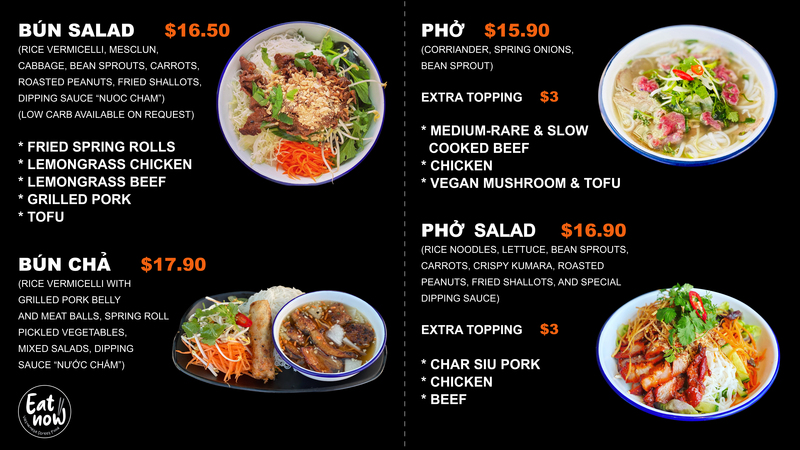 BÚN SALAD $16.50
(RICE VERMICELLI, MESCLUN,
CABBAGE, BEAN SPROUTS, CARROTS,
ROASTED PEANUTS, FRIED SHALLOTS,
DIPPING SAUCE “NUOC CHAM”)
(LOW CARB AVAILABLE ON REQUEST)
* FRIED SPRING ROLLS
* LEMONGRASS CHICKEN
* LEMONGRASS BEEF
* GRILLED PORK
* TOFU
BÚN CHẢ $17.90
(RICE VERMICELLI WITH
GRILLED PORK BELLY
AND MEAT BALLS, SPRING ROLL
PICKLED VEGETABLES,
MIXED SALADS, DIPPING
SAUCE “NƯỚC CHẤM”)
Eat
now
PHỞ $15.90
(CORRIANDER, SPRING ONIONS,
BEAN SPROUT)
EXTRA TOPPING $3
* MEDIUM-RARE & SLOW
COOKED BEEF
* CHICKEN
* VEGAN MUSHROOM & TOFU
PHỞ SALAD $16.90
(RICE NOODLES, LETTUCE, BEAN SPROUTS,
CARROTS, CRISPY KUMARA, ROASTED
PEANUTS, FRIED SHALLOTS, AND SPECIAL
DIPPING SAUCE)
EXTRA TOPPING $3
* CHAR SIU PORK
* CHICKEN
* BEEF